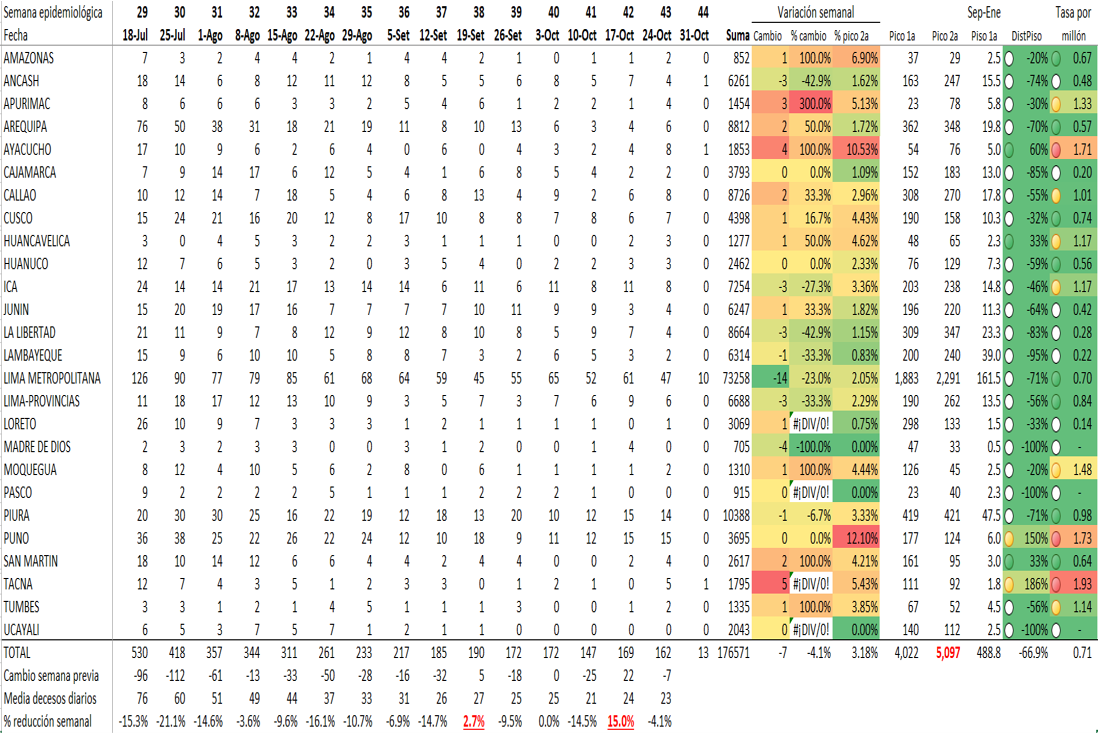 Semana epidemiológica 29 30 31 32 33 34 35 36 37 38 39 40 41 42 43 44 Variación semanal Sep-Ene Tasa por
Fecha 18-Jul 25-Jul 1-Ago 8-Ago 15-Ago 22-Ago 29-Ago 5-Set 12-Set 19-Set 26-Set 3-Oct 10-Oct 17-Oct 24-Oct 31-Oct Suma Cambio % cambio % pico 2a Pico 1a Pico 2a Piso 1a DistPiso millón
AMAZONAS 7 3 2 4 4 2 1 4 4 2 1 0 1 1 2 0 852 1 100.0% 6.90% 37 29 2.5 -20% 0.67
ANCASH 18 14 6 8 12 11 12 8 5 5 6 8 5 7 4 1 6261 -3 -42.9% 1.62% 163 247 15.5 -74% 0.48
APURIMAC 8 6 6 6 3 3 2 5 4 6 1 2 2 1 4 0 1454 3 300.0% 5.13% 23 78 5.8 -30% 1.33
AREQUIPA 76 50 38 31 18 21 19 11 8 10 13 6 3 4 6 0 8812 2 50.0% 1.72% 362 348 19.8 -70% 0.57
AYACUCHO 17 10 9 6 2 6 4 0 6 0 4 3 2 4 8 1 1853 4 100.0% 10.53% 54 76 5.0 60% 1.71
CAJAMARCA 7 9 14 17 6 12 5 4 1 6 8 5 4 2 2 0 3793 0 0.0% 1.09% 152 183 13.0 -85% 0.20
CALLAO 10 12 14 7 18 5 4 6 8 13 4 9 2 6 8 0 8726 2 33.3% 2.96% 308 270 17.8 -55% 1.01
CUSCO 15 24 21 16 20 12 8 17 10 8 8 7 8 6 7 0 4398 1 16.7% 4.43% 190 158 10.3 -32% 0.74
HUANCAVELICA 3 0 4 5 3 2 2 3 1 1 1 0 0 2 3 0 1277 1 50.0% 4.62% 48 65 2.3 33% 1.17
HUANUCO 12 7 6 5 3 2 0 3 5 4 0 2 2 3 3 0 2462 0 0.0% 2.33% 76 129 7.3 -59% 0.56
ICA 24 14 14 21 17 13 14 14 6 11 6 11 8 11 8 0 7254 -3 -27.3% 3.36% 203 238 14.8 -46% 1.17
JUNIN 15 20 19 17 16 7 7 7 7 10 11 9 9 3 4 0 6247 1 33.3% 1.82% 196 220 11.3 -64% 0.42
LA LIBERTAD 21 11 9 7 8 12 9 12 8 10 8 5 9 7 4 0 8664 -3 -42.9% 1.15% 309 347 23.3 -83% 0.28
LAMBAYEQUE 15 9 6 10 10 5 8 8 7 3 2 6 5 3 2 0 6314 -1 -33.3% 0.83% 200 240 39.0 -95% 0.22
LIMA METROPOLITANA 126 90 77 79 85 61 68 64 59 45 55 65 52 61 47 10 73258 -14 -23.0% 2.05% 1,883 2,291 161.5 -71% 0.70
LIMA-PROVINCIAS 11 18 17 12 13 10 9 3 5 7 3 7 6 9 6 0 6688 -3 -33.3% 2.29% 190 262 13.5 -56% 0.84
LORETO 26 10 9 7 3 3 3 1 2 1 1 1 1 0 1 0 3069 1 #¡DIV/0! 0.75% 298 133 1.5 -33% 0.14
MADRE DE DIOS 2 3 2 3 3 0 0 3 1 2 0 0 1 4 0 0 705 -4 -100.0% 0.00% 47 33 0.5 -100% -
MOQUEGUA 8 12 4 10 5 6 2 8 0 6 1 1 1 1 2 0 1310 1 100.0% 4.44% 126 45 2.5 -20% 1.48
PASCO 9 2 2 2 2 5 1 1 1 2 2 2 1 0 0 0 915 0 #¡DIV/0! 0.00% 23 40 2.3 -100% -
PIURA 20 30 30 25 16 22 19 12 18 13 20 10 12 15 14 0 10388 -1 -6.7% 3.33% 419 421 47.5 -71% 0.98
PUNO 36 38 25 22 26 22 24 12 10 18 9 11 12 15 15 0 3695 0 0.0% 12.10% 177 124 6.0 150% 1.73
SAN MARTIN 18 10 14 12 6 6 4 4 2 4 4 0 0 2 4 0 2617 2 100.0% 4.21% 161 95 3.0 33% 0.64
TACNA 12 7 4 3 5 1 2 3 3 0 1 2 1 0 5 1 1795 5 #¡DIV/0! 5.43% 111 92 1.8 186% 1.93
TUMBES 3 3 1 2 1 4 5 1 1 1 3 0 0 1 2 0 1335 1 100.0% 3.85% 67 52 4.5 -56% 1.14
UCAYALI 6 5 3 7 5 7 1 2 1 1 0 0 0 0 0 0 2043 0 #¡DIV/0! 0.00% 140 112 2.5 -100% -
TOTAL 530 418 357 344 311 261 233 217 185 190 172 172 147 169 162 13 176571 -7 -4.1% 3.18% 4,022 5,097 488.8 -66.9% 0.71
Cambio semana previa -96 -112 -61 -13 -33 -50 -28 -16 -32 5 -18 0 -25 22 -7
Media decesos diarios 76 60 51 49 44 37 33 31 26 27 25 25 21 24 23
% reducción semanal -15.3% -21.1% -14.6% -3.6% -9.6% -16.1% -10.7% -6.9% -14.7% 2.7% -9.5% 0.0% -14.5% 15.0% -4.1%